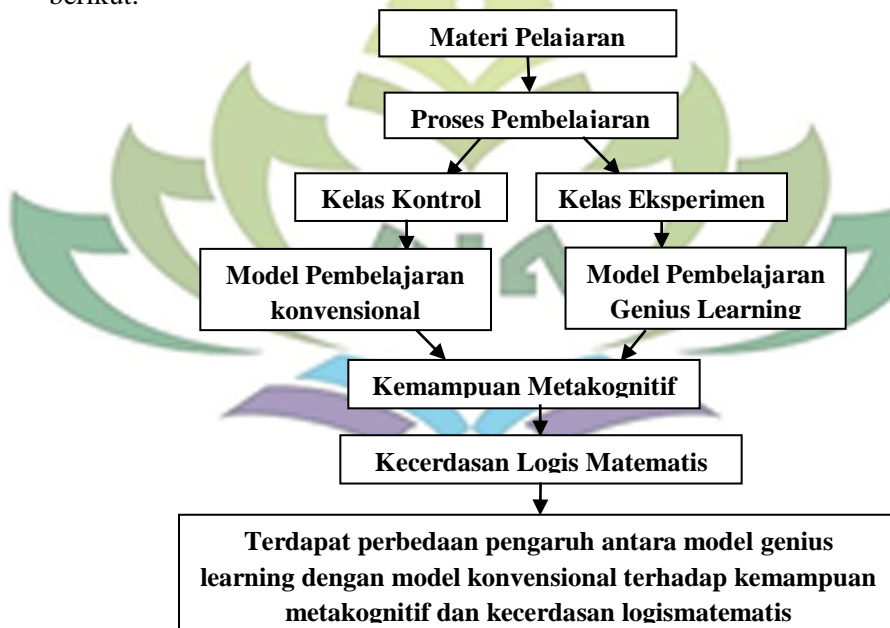 berikut:
Materi Pelajaran
Proses Pembelajaran
Kelas Kontrol
Kelas Eksperimen
Model Pembelajaran
konvensional
Model Pembelajaran
Genius Learning
Kemampuan Metakognitif
Kecerdasan Logis Matematis
Terdapat perbedaan pengaruh antara model genius
learning dengan model konvensional terhadap kemampuan
metakognitif dan kecerdasan logismatematis